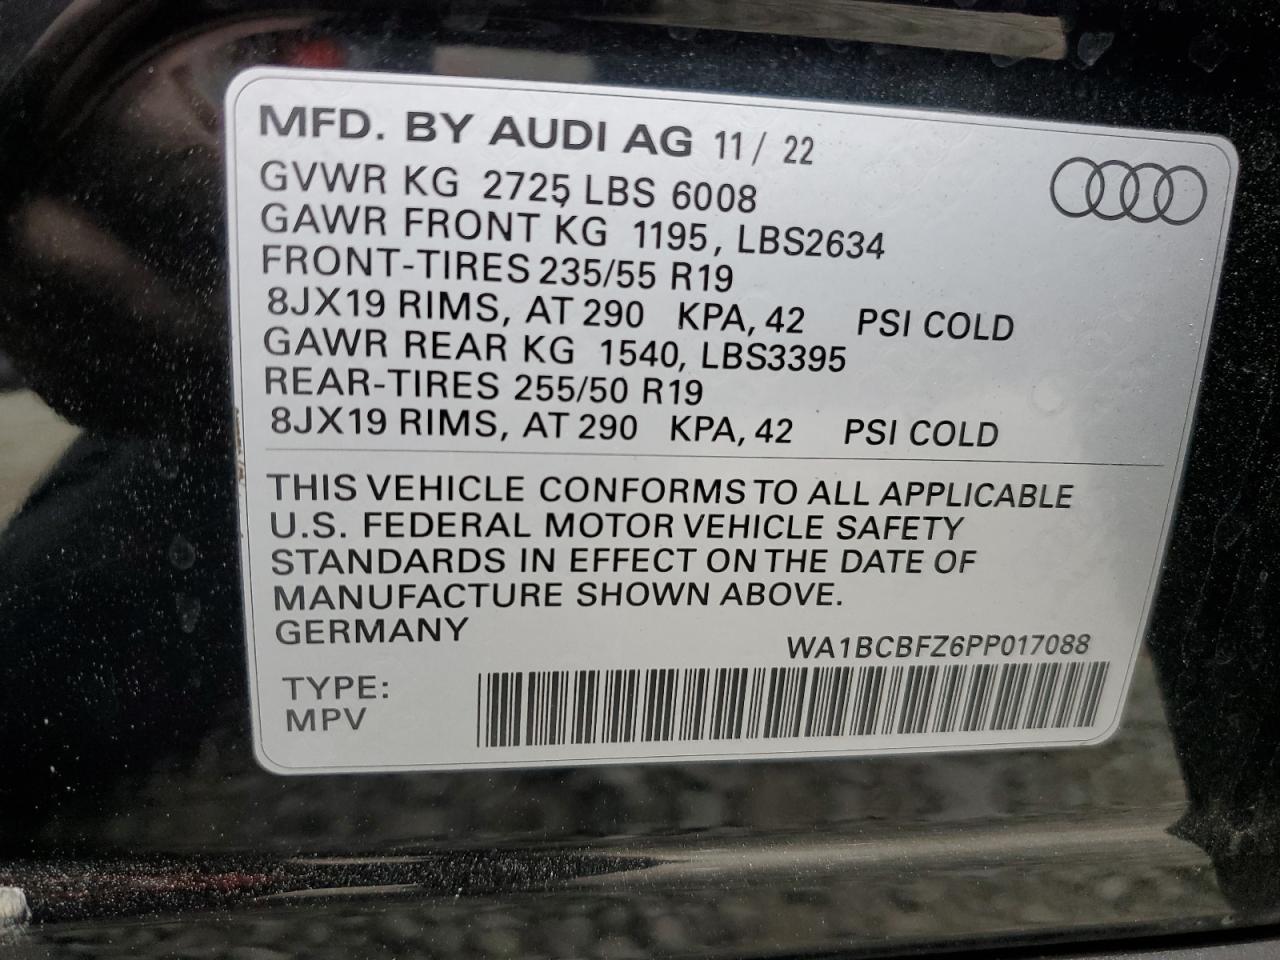 MFD. BY AUDI AG 11/ 22
GVWR KG 2725 LBS 6008
GAWR FRONT KG 1195, LBS2634
FRONT-TIRES 235/55 R19
8JX19 RIMS, AT 290 KPA, 42 PSI COLD
GAWR REAR KG 1540, LBS3395
REAR-TIRES 255/50 R19
8JX19 RIMS, AT 290 KPA, 42 PSI COLD
THIS VEHICLE CONFORMS TO ALL APPLICABLE
U.S. FEDERAL MOTOR VEHICLE SAFETY
STANDARDS IN EFFECT ON THE DATE OF
MANUFACTURE SHOWN ABOVE.
GERMANY
WA1BCBFZ6PP017088
TYPE:
MPV